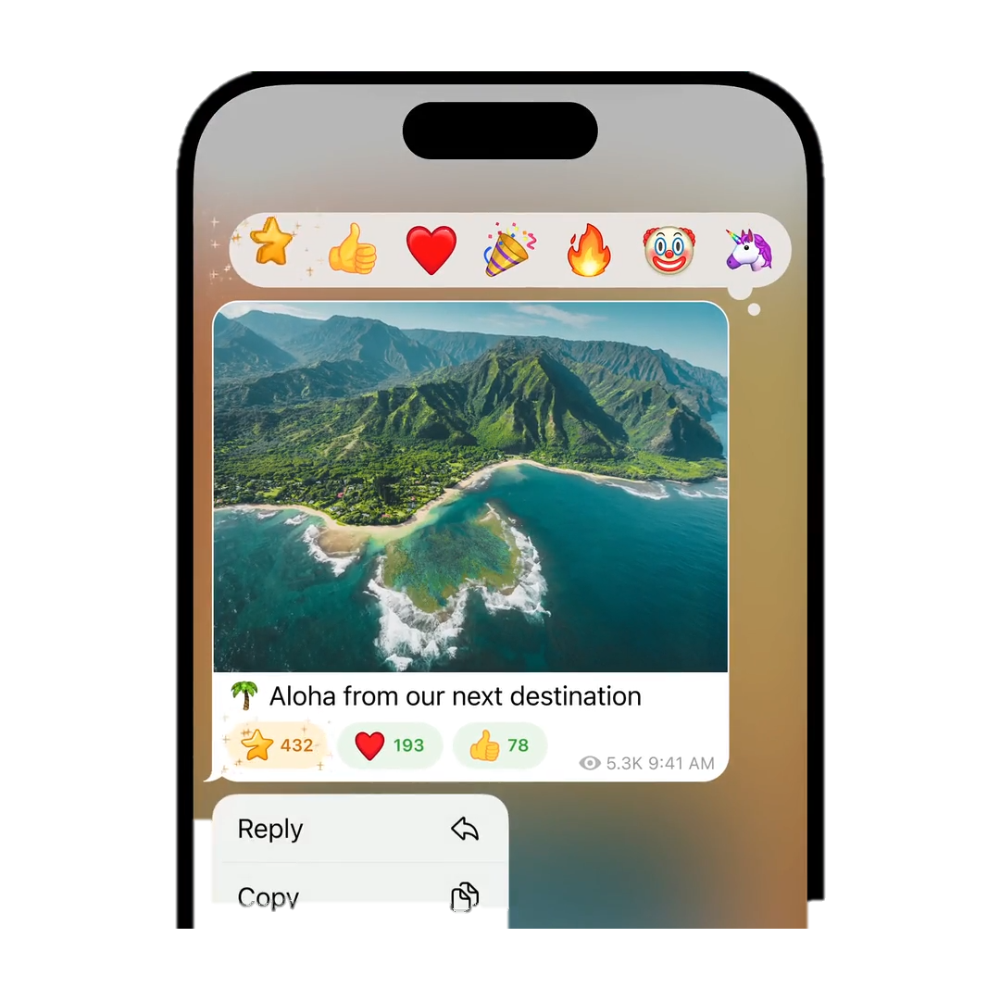 🌴 Aloha from our next destination
432 193 78
5.3K 9:41 AM
Reply
Copy